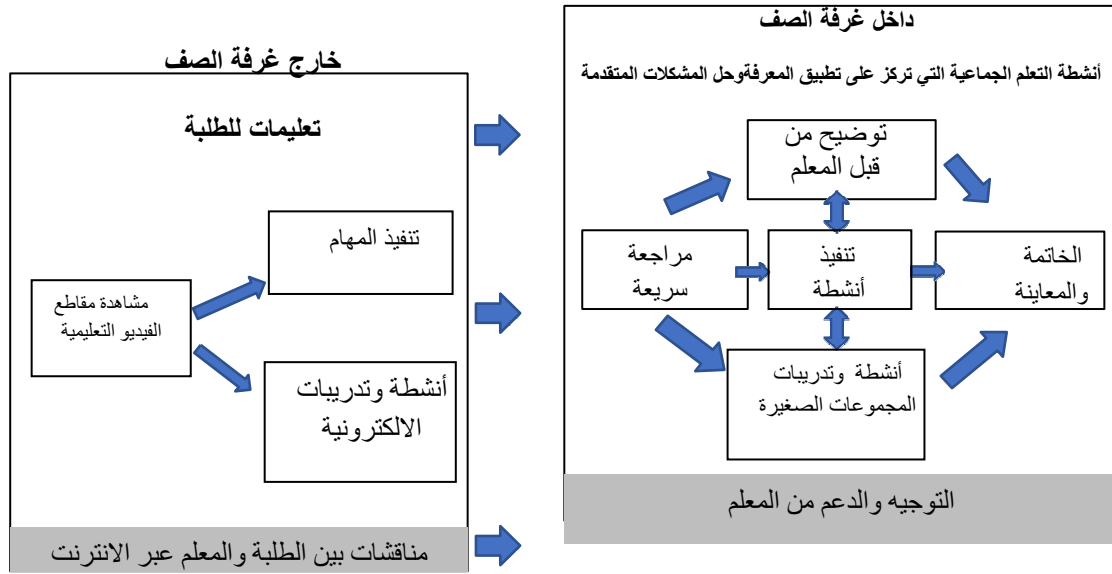 داخل غرفة الصف
أنشطة التعلم الجماعية التي تركز على تطبيق المعرفةوحل المشكلات المتقدمة
توضيح من
قبل المعلم
مراجعة
سريعة
تنفيذ
أنشطة
الخاتمة
والمعاينة
أنشطة وتدريبات
المجموعات الصغيرة
التوجيه والدعم من المعلم
خارج غرفة الصف
تعليمات للطلبة
مشاهدة مقاطع
الفيديو التعليمية
تنفيذ المهام
أنشطة وتدريبات
الالكترونية
مناقشات بين الطلبة والمعلم عبر الانترنت